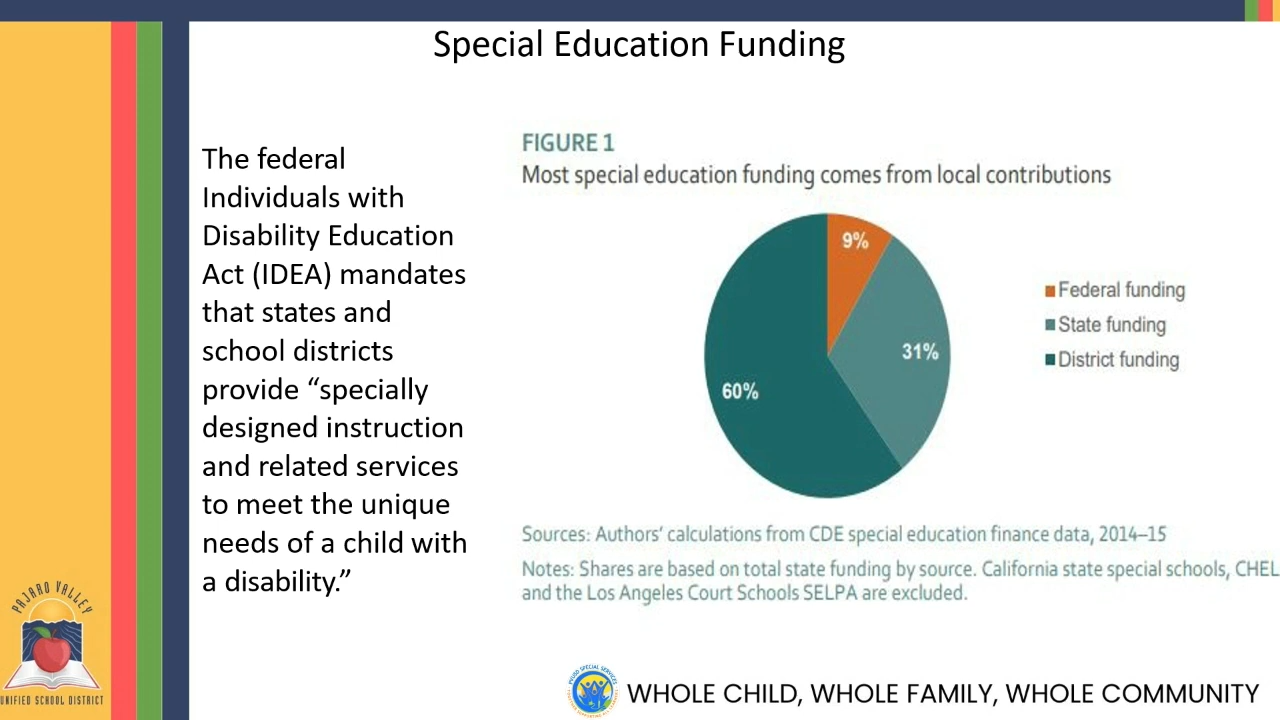 Special Education Funding
The federal
Individuals with
Disability Education
Act (IDEA) mandates
that states and
school districts
provide “specially
designed instruction
and related services
to meet the unique
needs of a child with
a disability.”
FIGURE 1
Most special education funding comes from local contributions
9%
31%
60%
Federal funding
State funding
District funding
Sources: Authors’ calculations from CDE special education finance data, 2014–15
Notes: Shares are based on total state funding by source. California state special schools, CHEL
and the Los Angeles Court Schools SELPA are excluded.
PAJARO VALLEY
UNIFIED SCHOOL DISTRICT
WHOLE CHILD, WHOLE FAMILY, WHOLE COMMUNITY